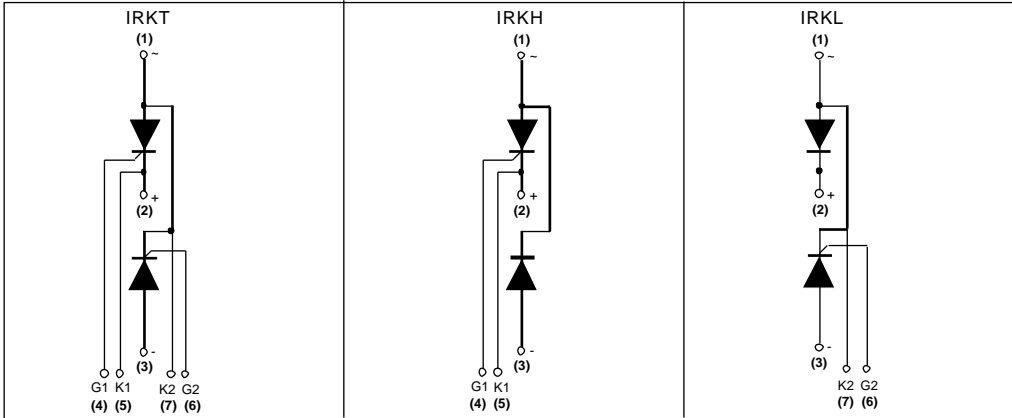 IRKT
(1)
~
+
(2)
-
(3)
G1 K1 K2 G2
(4) (5) (7) (6)
IRKH
(1)
~
+
(2)
-
(3)
G1 K1
(4) (5)
IRKL
(1)
~
+
(2)
-
(3)
K2 G2
(7) (6)